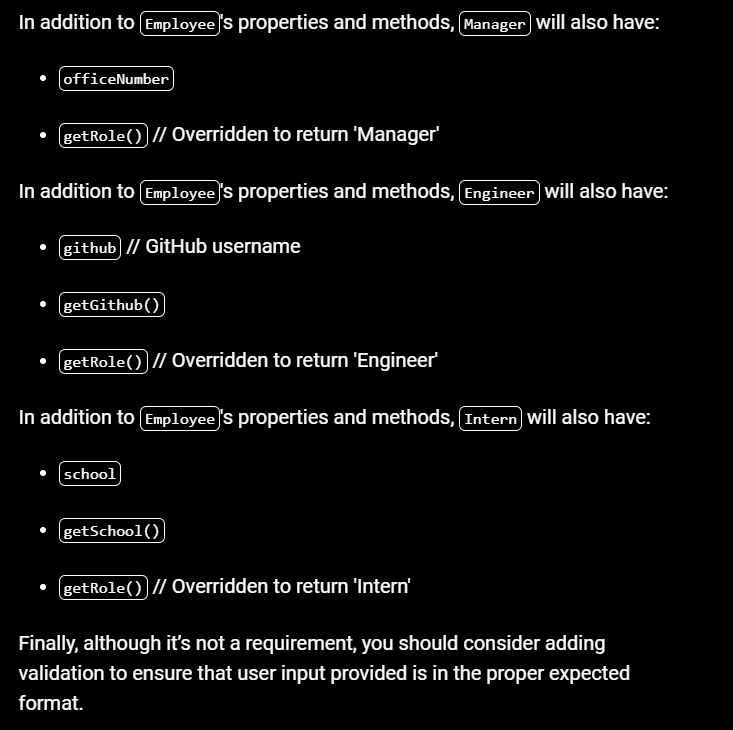 In addition to Employee's properties and methods, Manager will also have:
• officeNumber
• getRole() // Overridden to return 'Manager'
In addition to Employee's properties and methods, Engineer will also have:
• github // GitHub username
• getGithub()
• getRole() // Overridden to return 'Engineer'
In addition to Employee's properties and methods, Intern will also have:
• school
• getSchool()
• getRole() // Overridden to return 'Intern'
Finally, although it’s not a requirement, you should consider adding
validation to ensure that user input provided is in the proper expected
format.